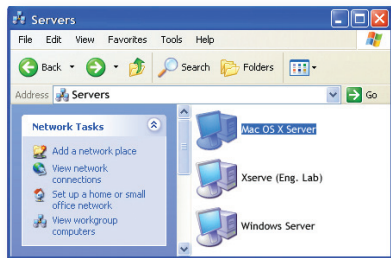 Servers
File Edit View Favorites Tools Help
Back Search Folders
Address Servers Go
Network Tasks
Add a network place
View network
connections
Set up a home or small
office network
View workgroup
computers
Mac OS X Server
Xserve (Eng. Lab)
Windows Server